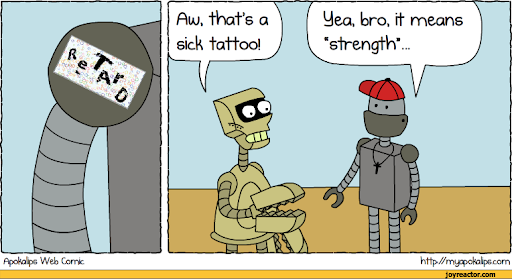 ReTArD
Aw, that's a
sick tattoo!
Yea, bro, it means
"strength"...
Apokalips Web Comic
http://myapokalips.com
joyreactor.com